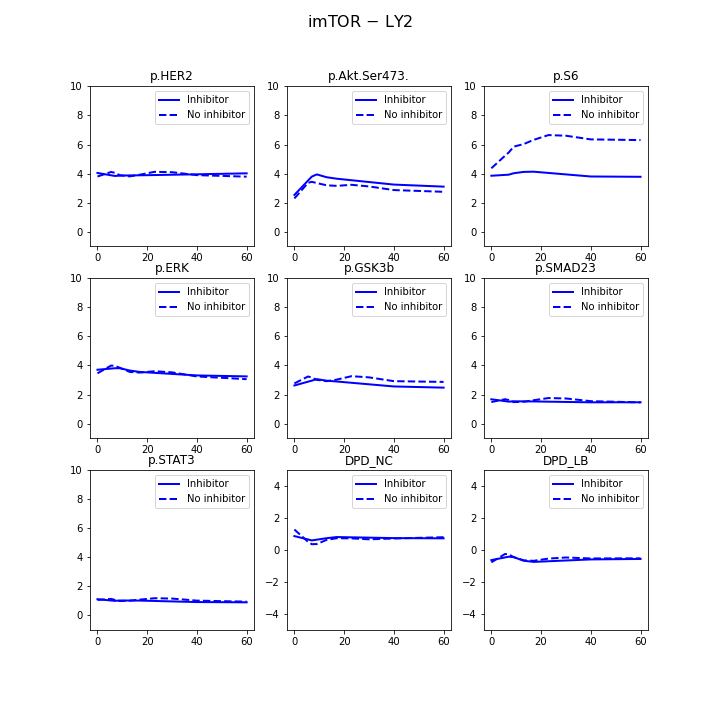 imTOR − LY2
p.HER2
10
8
6
4
2
0
0 20 40 60
Inhibitor
No inhibitor
p.Akt.Ser473.
10
8
6
4
2
0
0 20 40 60
Inhibitor
No inhibitor
p.S6
10
8
6
4
2
0
0 20 40 60
Inhibitor
No inhibitor
p.ERK
10
8
6
4
2
0
0 20 40 60
Inhibitor
No inhibitor
p.GSK3b
10
8
6
4
2
0
0 20 40 60
Inhibitor
No inhibitor
p.SMAD23
10
8
6
4
2
0
0 20 40 60
Inhibitor
No inhibitor
p.STAT3
10
8
6
4
2
0
0 20 40 60
Inhibitor
No inhibitor
DPD_NC
4
2
0
−2
−4
0 20 40 60
Inhibitor
No inhibitor
DPD_LB
4
2
0
−2
−4
0 20 40 60
Inhibitor
No inhibitor